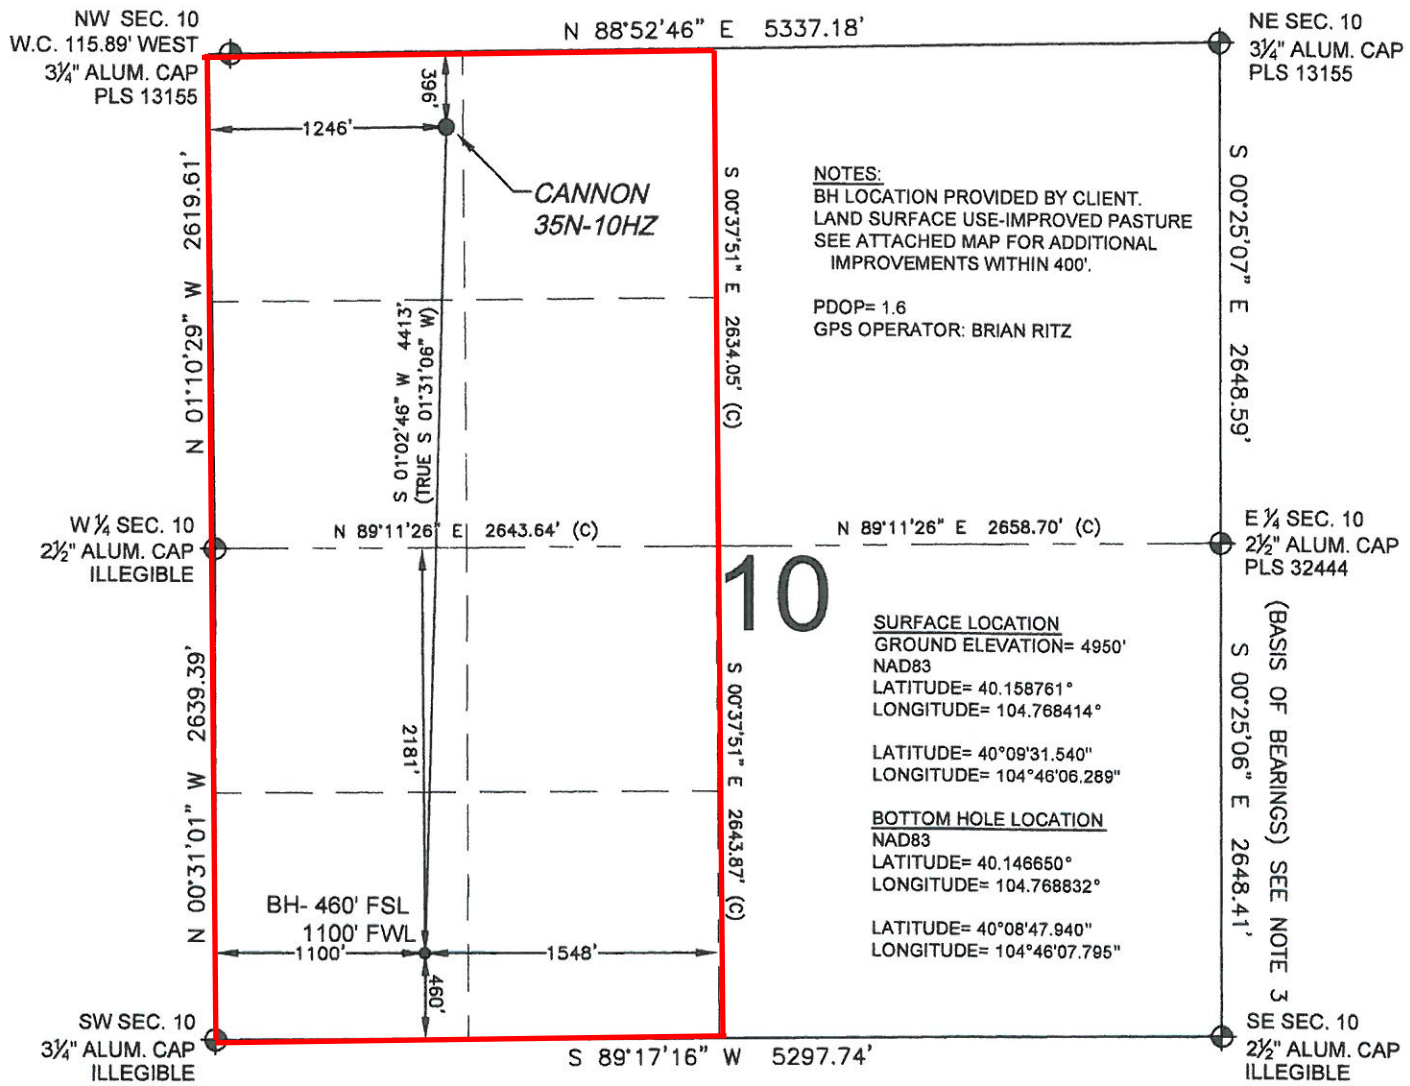 NW SEC. 10
W.C. 115.89' WEST
3¼" ALUM. CAP
PLS 13155
N 88°52'46" E 5337.18'
NE SEC. 10
3¼" ALUM. CAP
PLS 13155
396'
1246'
CANNON
35N-10HZ
N 01°10'29" W 2619.61'
S 00°37'51" E 2634.05' (C)
NOTES:
BH LOCATION PROVIDED BY CLIENT.
LAND SURFACE USE-IMPROVED PASTURE
SEE ATTACHED MAP FOR ADDITIONAL
IMPROVEMENTS WITHIN 400'.
PDOP= 1.6
GPS OPERATOR: BRIAN RITZ
S 00°25'07" E 2648.59'
S 01°02'46" W 4413'
(TRUE S 01°31'06" W)
W ¼ SEC. 10
2½" ALUM. CAP
ILLEGIBLE
N 89°11'26" E 2643.64' (C)
N 89°11'26" E 2658.70' (C)
E ¼ SEC. 10
2½" ALUM. CAP
PLS 32444
10
N 00°31'01" W 2639.39'
2181'
S 00°37'51" E 2643.87' (C)
SURFACE LOCATION
GROUND ELEVATION= 4950'
NAD83
LATITUDE= 40.158761°
LONGITUDE= 104.768414°
LATITUDE= 40°09'31.540"
LONGITUDE= 104°46'06.289"
BOTTOM HOLE LOCATION
NAD83
LATITUDE= 40.146650°
LONGITUDE= 104.768832°
LATITUDE= 40°08'47.940"
LONGITUDE= 104°46'07.795"
S 00°25'06" E 2648.41'
(BASIS OF BEARINGS) SEE NOTE 3
BH- 460' FSL
1100' FWL
1100'
1548'
460'
SW SEC. 10
3¼" ALUM. CAP
ILLEGIBLE
S 89°17'16" W 5297.74'
SE SEC. 10
2½" ALUM. CAP
ILLEGIBLE